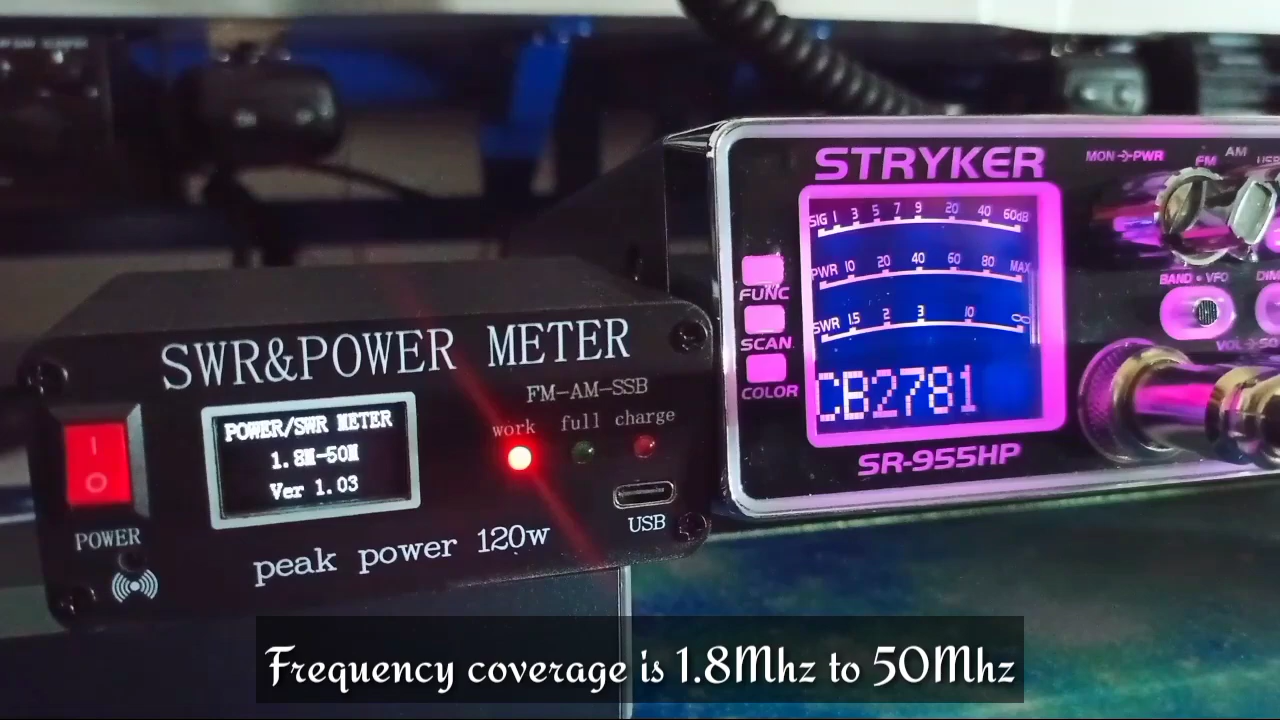 SWR&POWER METER
FM-AM-SSB
work full charge
POWER/SWR METER
1.8M-50M
Ver 1.03
I
O
POWER
USB
peak power 120w
STRYKER
SIG 1 3 5 7 9 20 40 60dB
PWR 10 20 40 60 80 MAX
SWR 1.5 2 3 10 ∞
CB2781
FUNC
SCAN
COLOR
SR-955HP
MON PWR
FM
AM
BAND • VFO
Frequency coverage is 1.8Mhz to 50Mhz